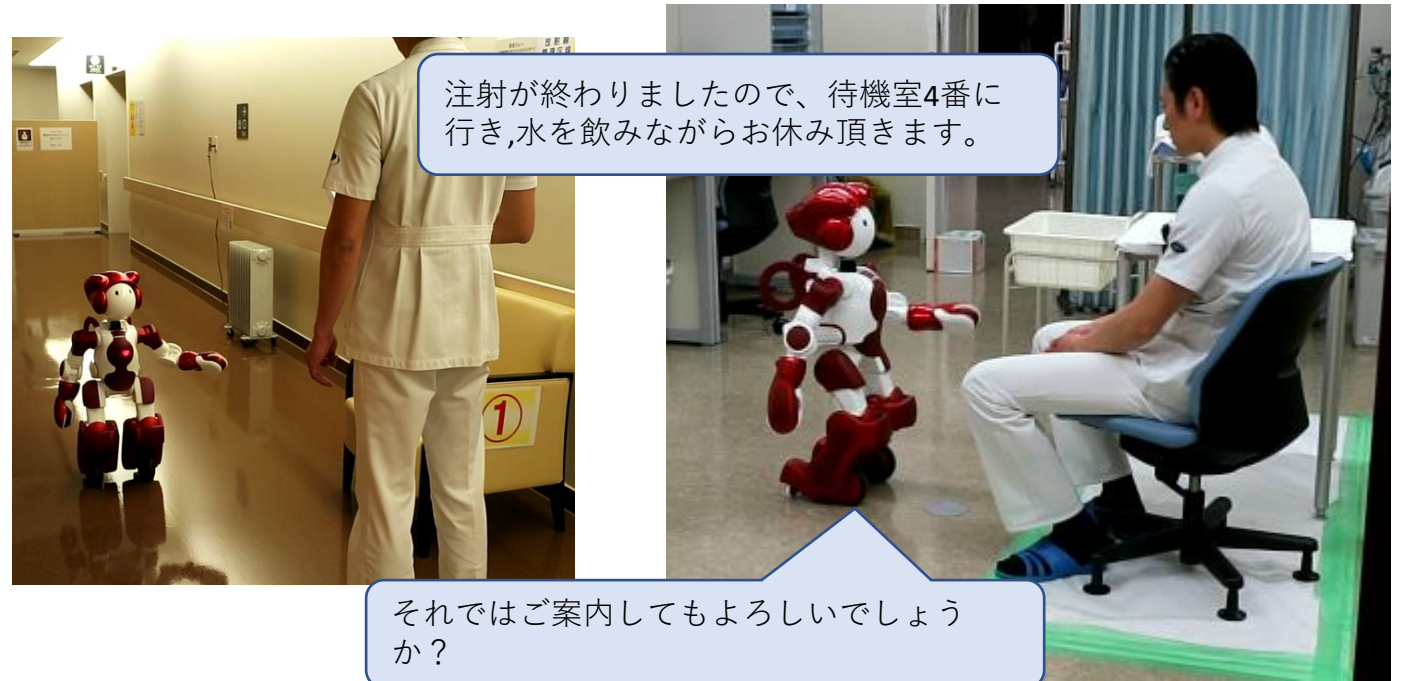 注射が終わりましたので、待機室4番に
行き,水を飲みながらお休み頂きます。
①
それではご案内してもよろしいでしょう
か？